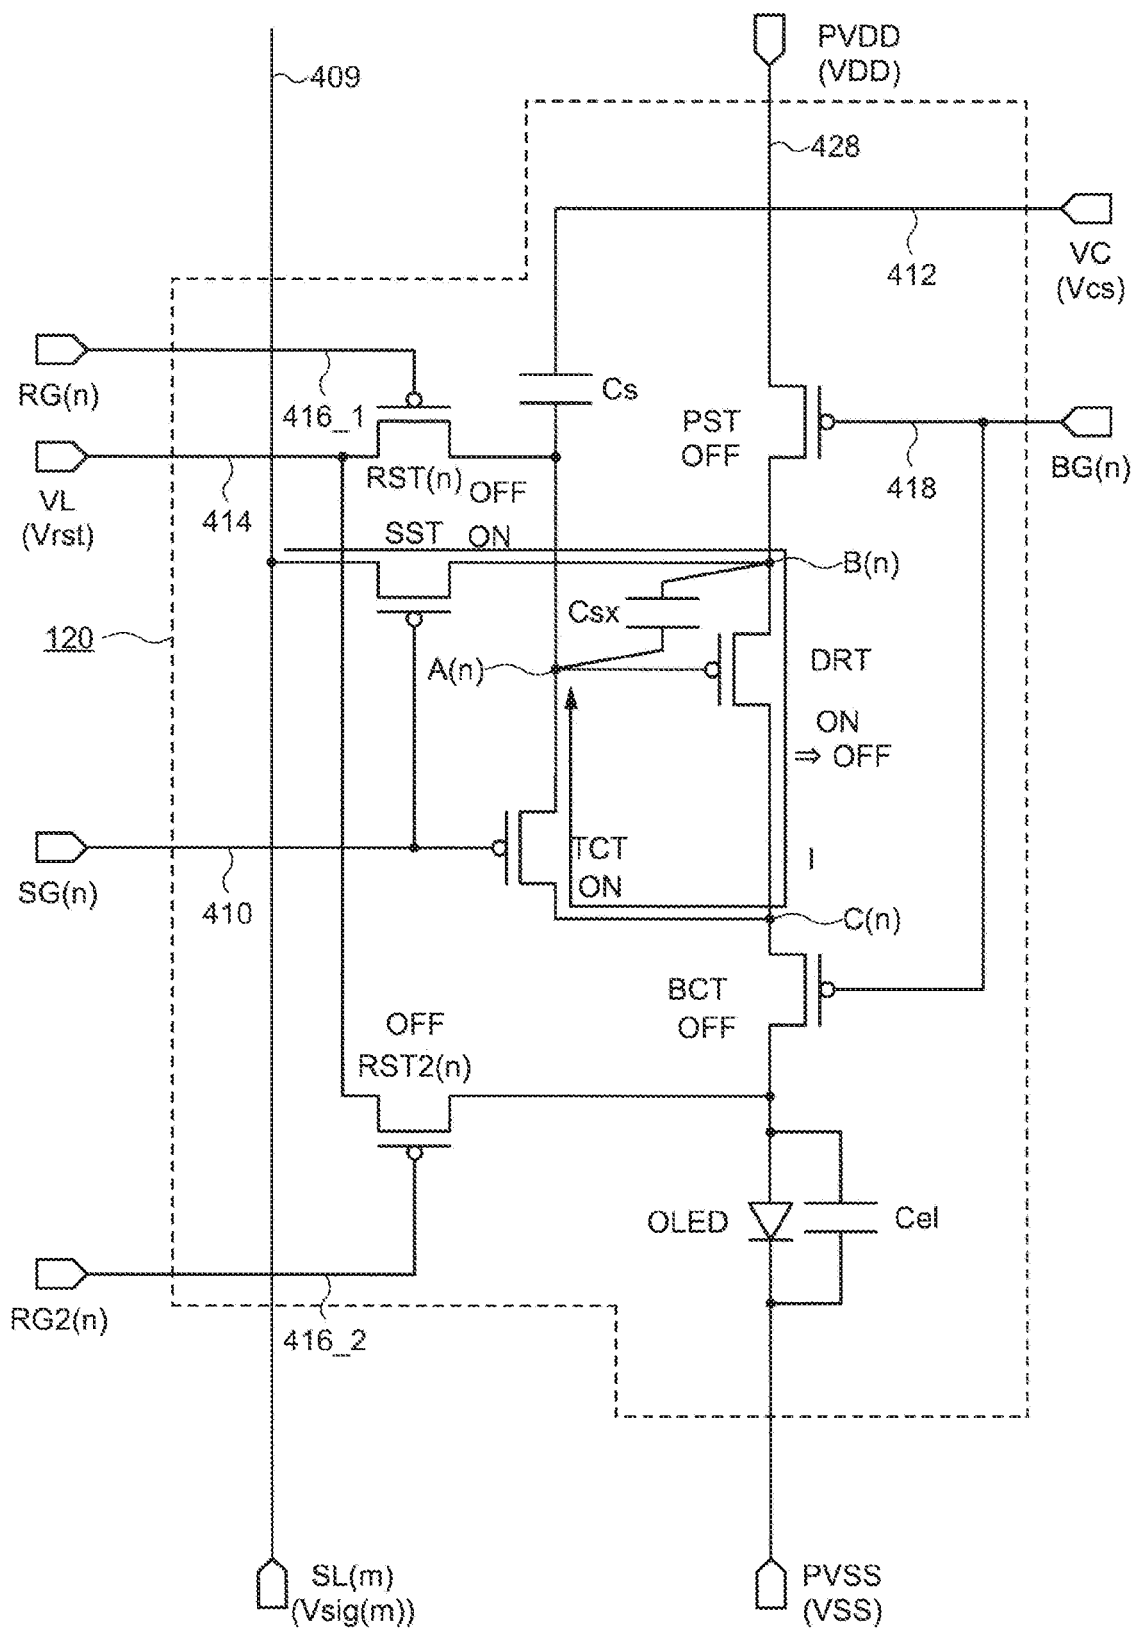 PVDD
(VDD)
409
428
VC
(Vcs)
412
RG(n)
416_1
Cs
PST
OFF
418
BG(n)
VL
(Vrst)
414
RST(n)
OFF
SST
ON
B(n)
Csx
120
A(n)
DRT
ON
⇒ OFF
SG(n)
410
TCT
ON
I
C(n)
BCT
OFF
OFF
RST2(n)
OLED
Cel
RG2(n)
416_2
SL(m)
(Vsig(m))
PVSS
(VSS)